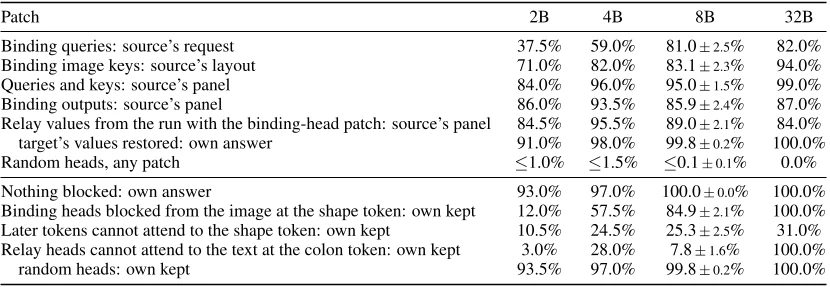 Patch 2B 4B 8B 32B
Binding queries: source's request 37.5% 59.0% 81.0 ± 2.5% 82.0%
Binding image keys: source's layout 71.0% 82.0% 83.1 ± 2.3% 94.0%
Queries and keys: source's panel 84.0% 96.0% 95.0 ± 1.5% 99.0%
Binding outputs: source's panel 86.0% 93.5% 85.9 ± 2.4% 87.0%
Relay values from the run with the binding-head patch: source's panel 84.5% 95.5% 89.0 ± 2.1% 84.0%
target's values restored: own answer 91.0% 98.0% 99.8 ± 0.2% 100.0%
Random heads, any patch ≤1.0% ≤1.5% ≤0.1 ± 0.1% 0.0%
Nothing blocked: own answer 93.0% 97.0% 100.0 ± 0.0% 100.0%
Binding heads blocked from the image at the shape token: own kept 12.0% 57.5% 84.9 ± 2.1% 100.0%
Later tokens cannot attend to the shape token: own kept 10.5% 24.5% 25.3 ± 2.5% 31.0%
Relay heads cannot attend to the text at the colon token: own kept 3.0% 28.0% 7.8 ± 1.6% 100.0%
random heads: own kept 93.5% 97.0% 99.8 ± 0.2% 100.0%